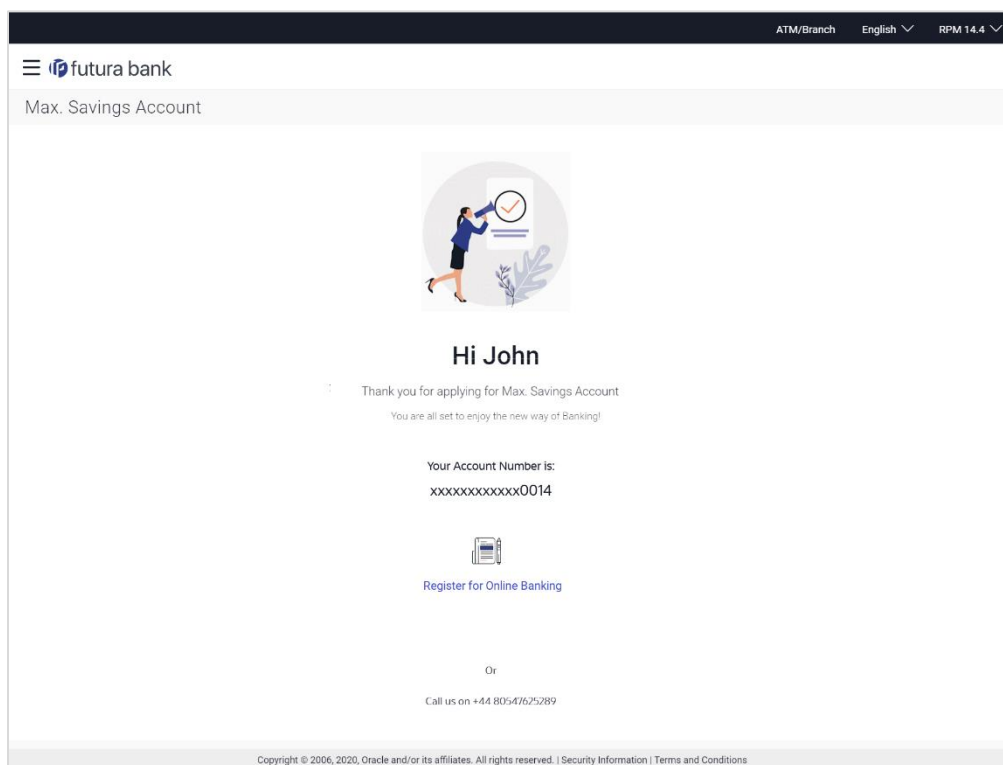 ATM/Branch English RPM 14.4
futura bank
Max. Savings Account
Hi John
Thank you for applying for Max. Savings Account
You are all set to enjoy the new way of Banking!
Your Account Number is:
xxxxxxxxxxxx0014
Register for Online Banking
Or
Call us on +44 80547625289
Copyright © 2006, 2020, Oracle and/or its affiliates. All rights reserved. | Security Information | Terms and Conditions